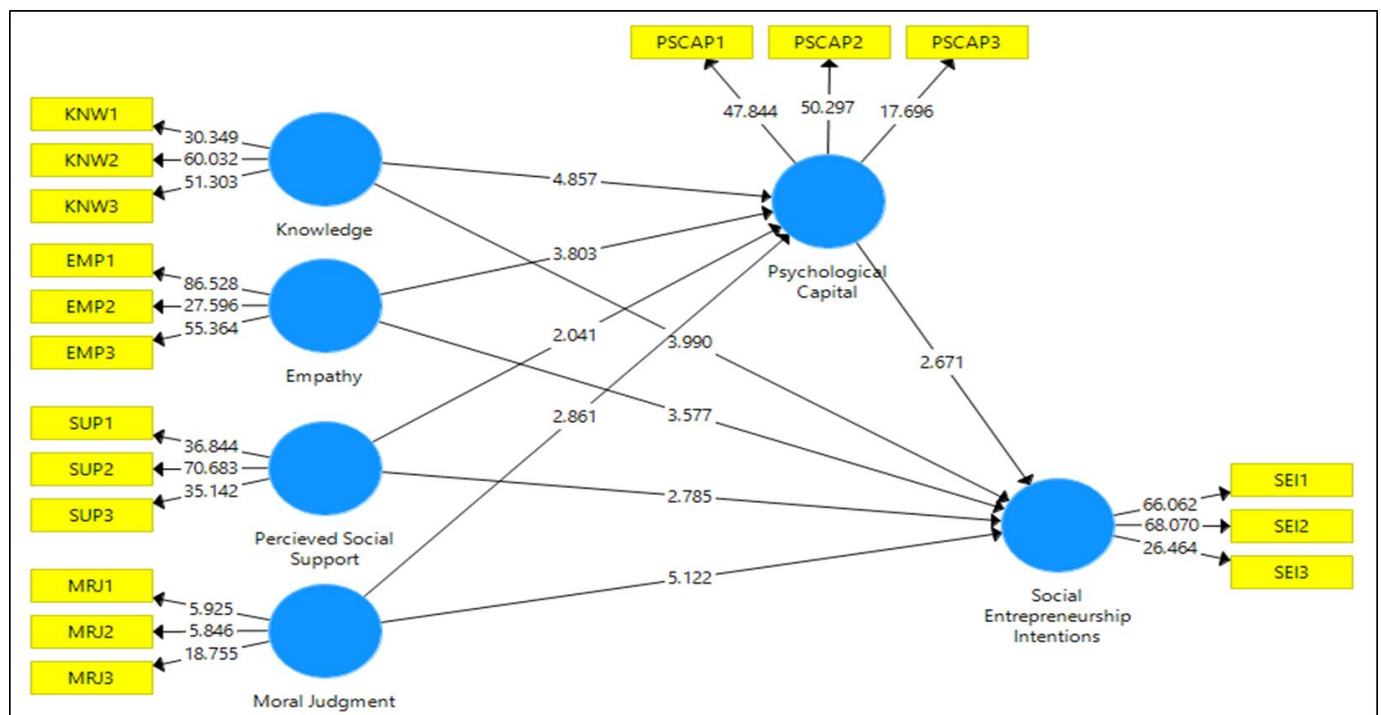 PSCAP1 PSCAP2 PSCAP3
47.844 50.297 17.696
KNW1
KNW2
KNW3
30.349
60.032
51.303
Knowledge
4.857
EMP1
EMP2
EMP3
86.528
27.596
55.364
Empathy
3.803
Psychological
Capital
2.041
3.990
2.671
2.861
3.577
SUP1
SUP2
SUP3
36.844
70.683
35.142
Percieved Social
Support
2.785
MRJ1
MRJ2
MRJ3
5.925
5.846
18.755
Moral Judgment
5.122
Social
Entrepreneurship
Intentions
66.062
68.070
26.464
SEI1
SEI2
SEI3